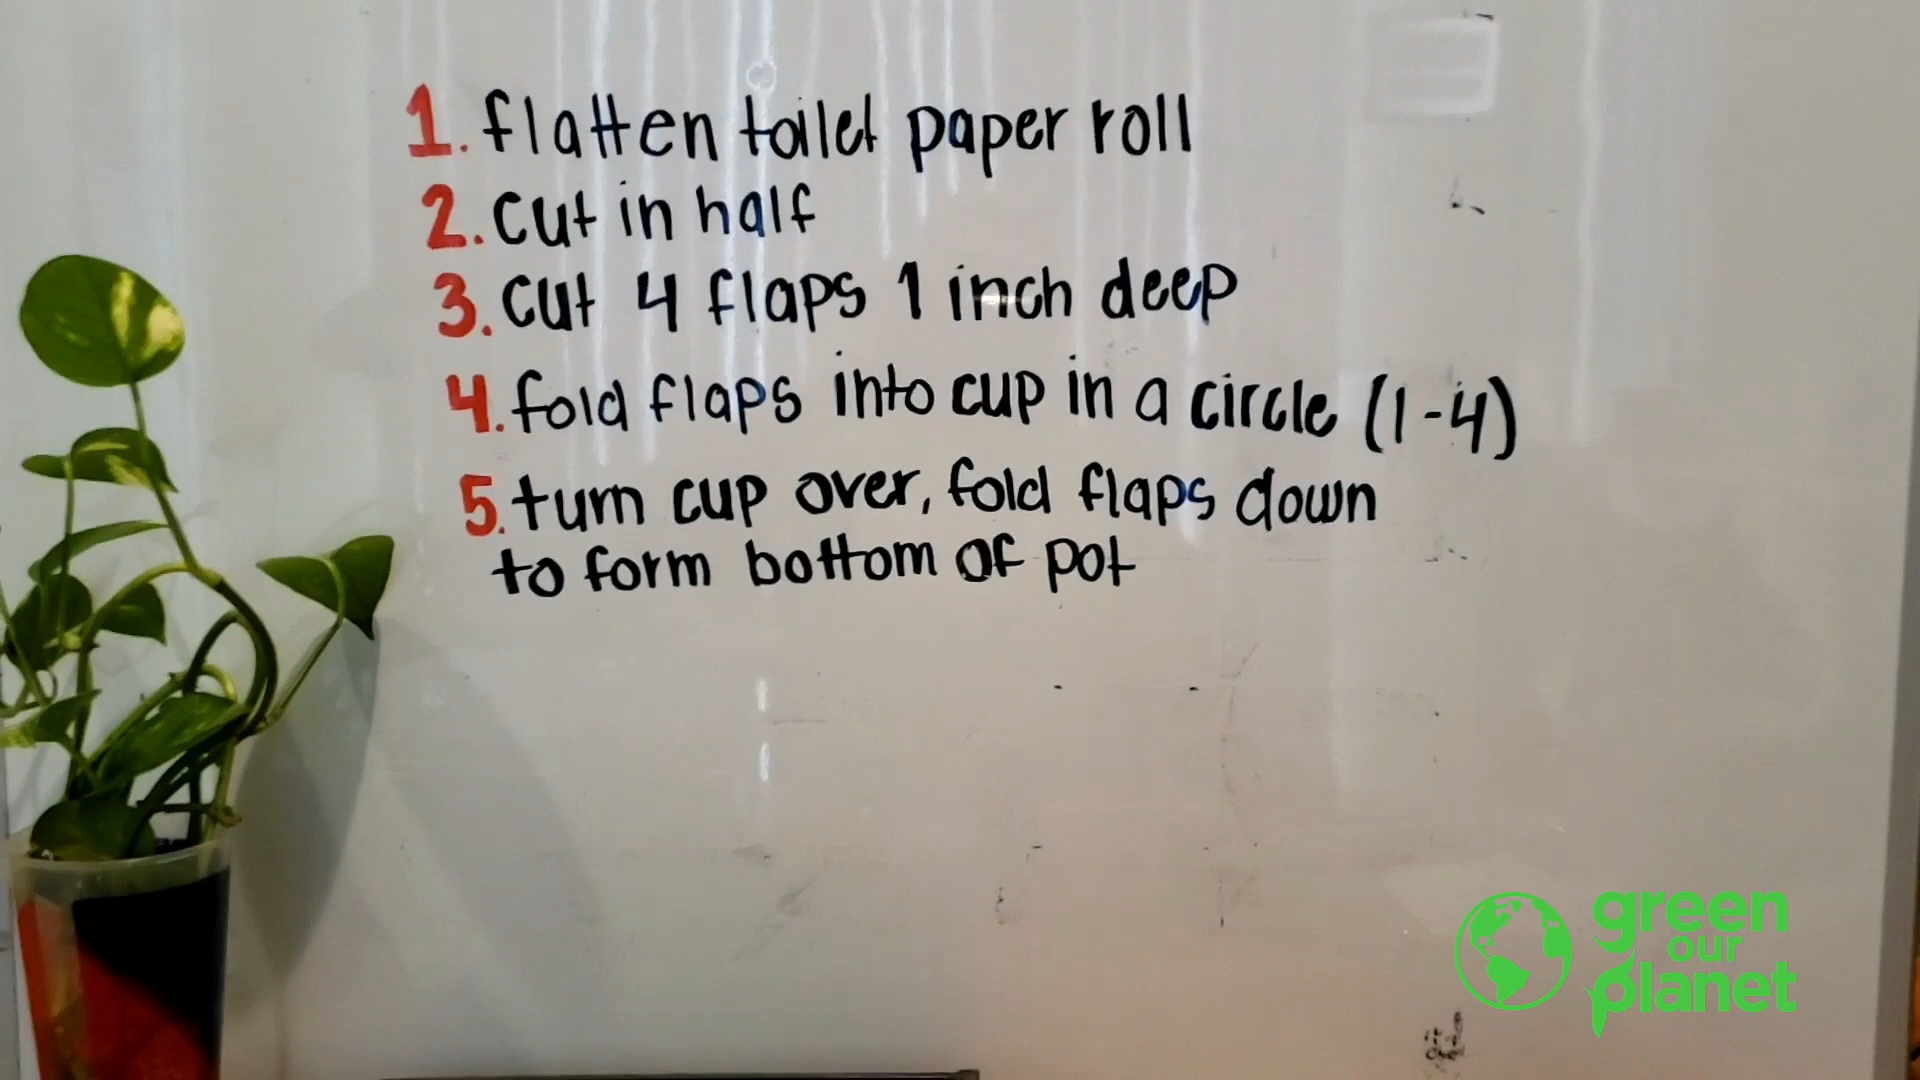 1. flatten toilet paper roll
2. cut in half
3. cut 4 flaps 1 inch deep
4. fold flaps into cup in a circle (1-4)
5. turn cup over, fold flaps down
to form bottom of pot
green
our
planet